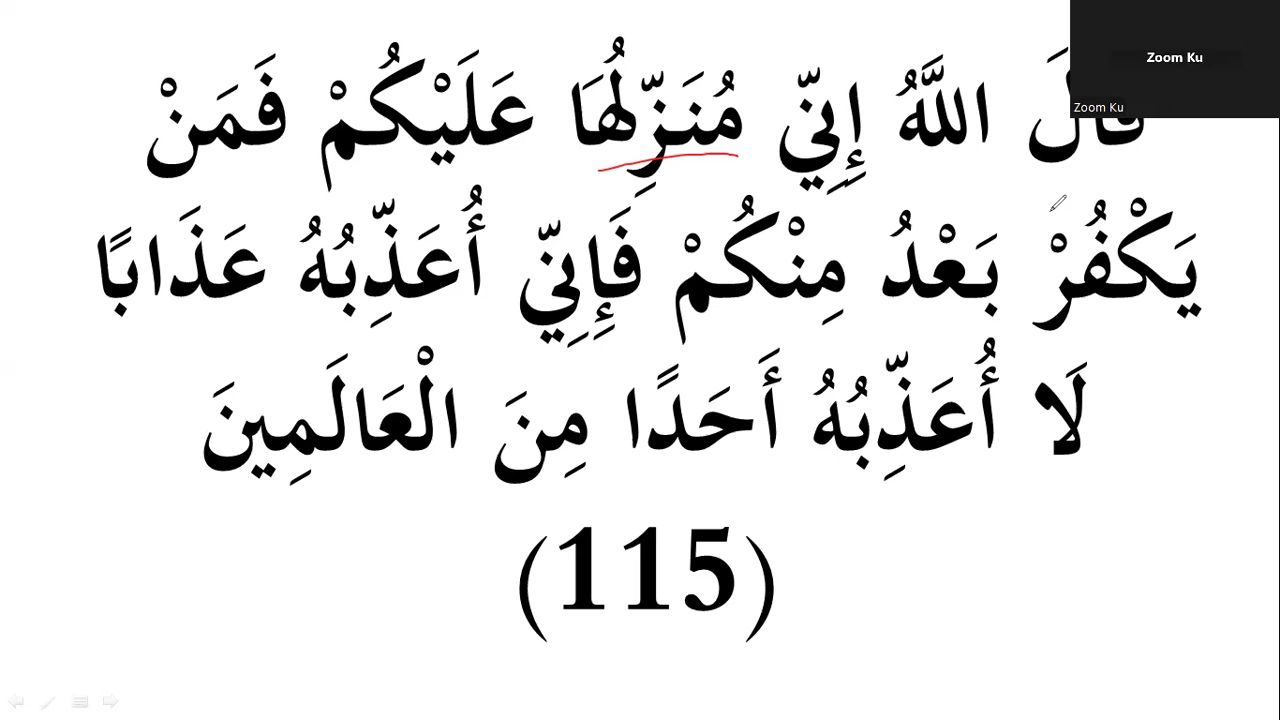 Zoom Ku
Zoom Ku
قَالَ اللَّهُ إِنِّي مُنَزِّلُهَا عَلَيْكُمْ فَمَنْ
يَكْفُرْ بَعْدُ مِنْكُمْ فَإِنِّي أُعَذِّبُهُ عَذَابًا
لَا أُعَذِّبُهُ أَحَدًا مِنَ الْعَالَمِينَ
(115)